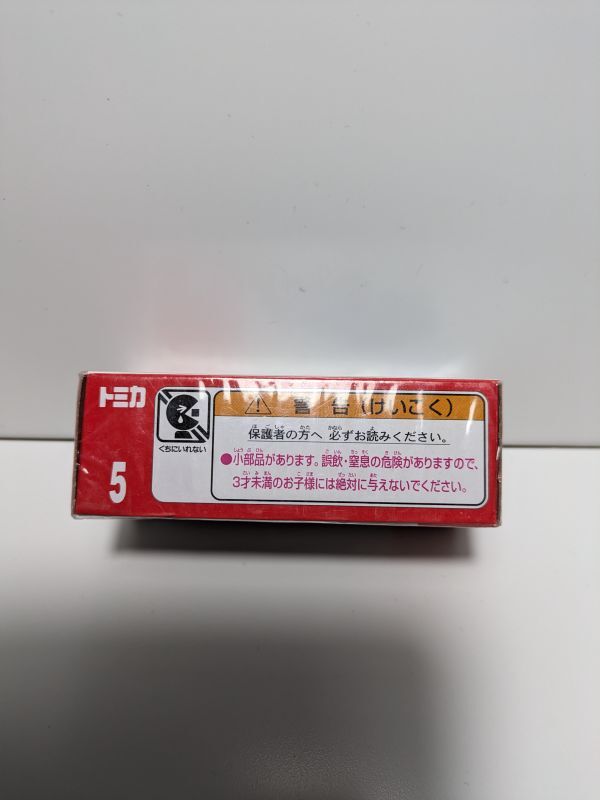 トミカ
5
くちにいれない
警告(けいこく)
保護者の方へ 必ずお読みください。
●小部品があります。誤飲・窒息の危険がありますので、
3才未満のお子様には絶対に与えないでください。